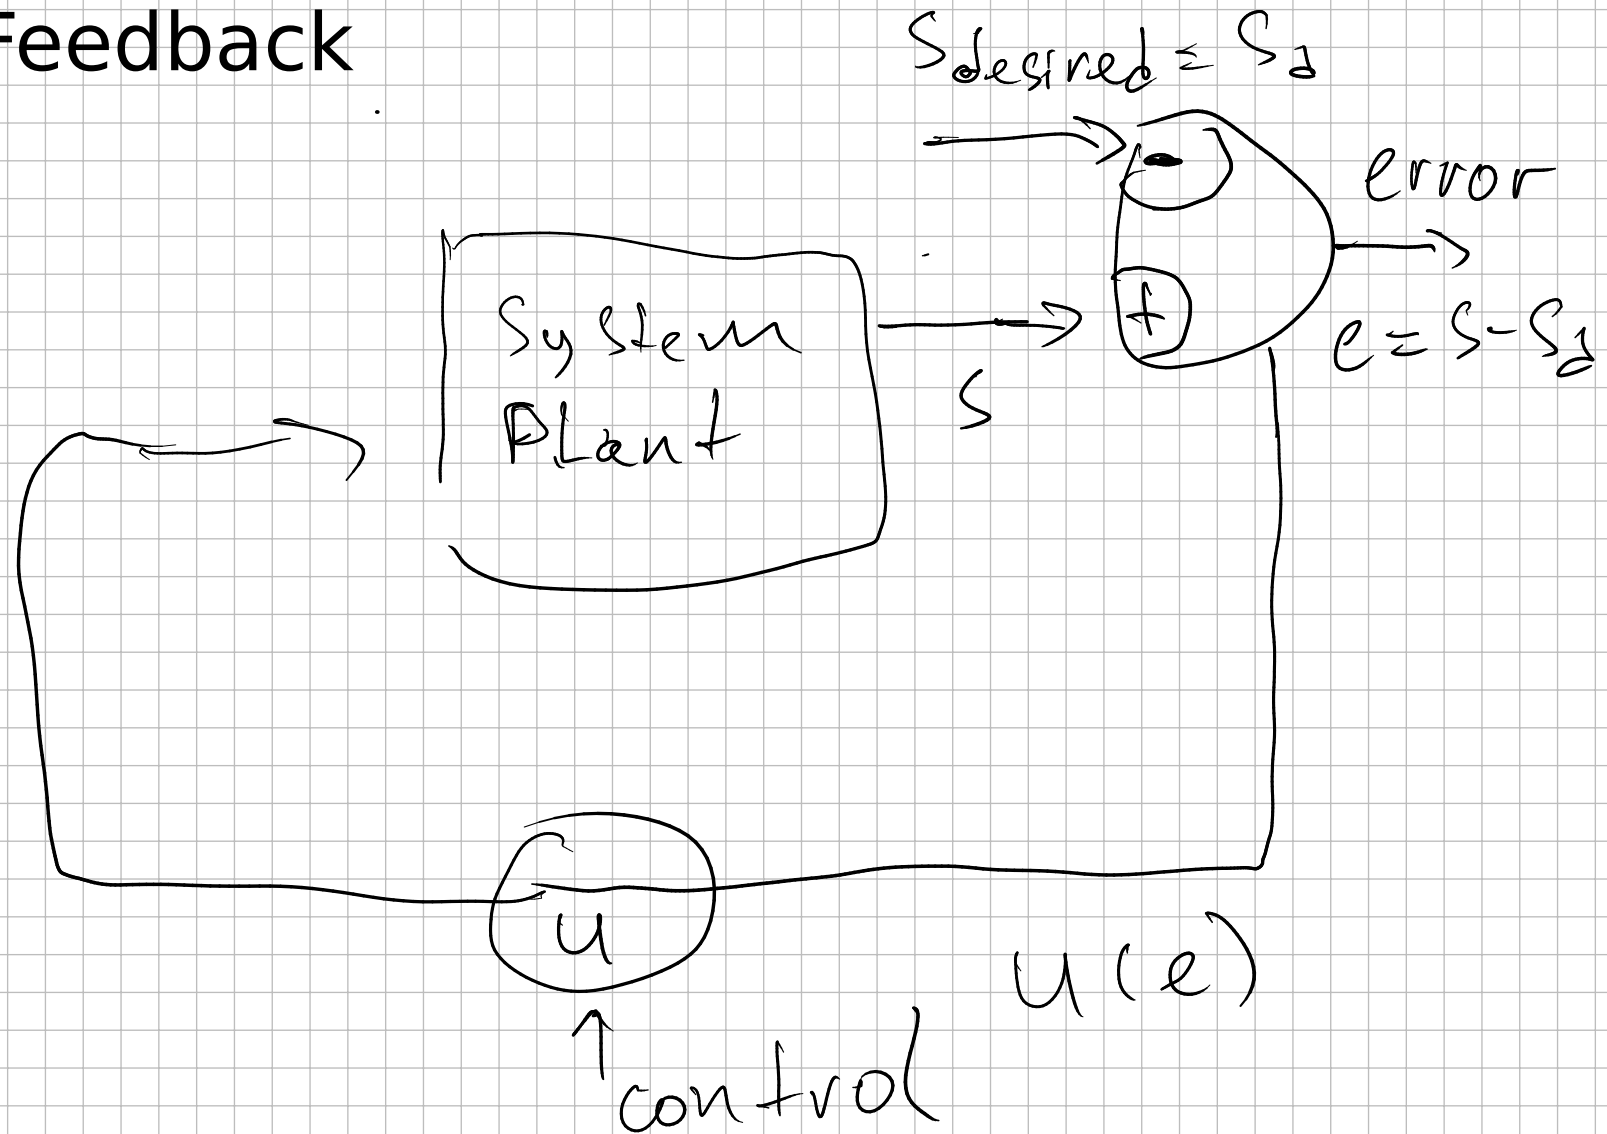 Feedback
Sdesired = Sd
-
error
+
e = S - Sd
System
Plant
S
u
u(e)
control